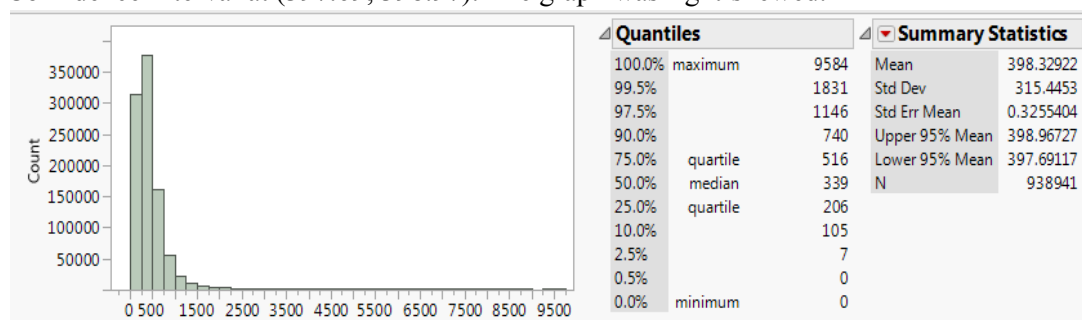 Quantiles
100.0% maximum 9584
99.5% 1831
97.5% 1146
90.0% 740
75.0% quartile 516
50.0% median 339
25.0% quartile 206
10.0% 105
2.5% 7
0.5% 0
0.0% minimum 0
Summary Statistics
Mean 398.32922
Std Dev 315.4453
Std Err Mean 0.3255404
Upper 95% Mean 398.96727
Lower 95% Mean 397.69117
N 938941
Count
350000
300000
250000
200000
150000
100000
50000
0 500 1500 2500 3500 4500 5500 6500 7500 8500 9500